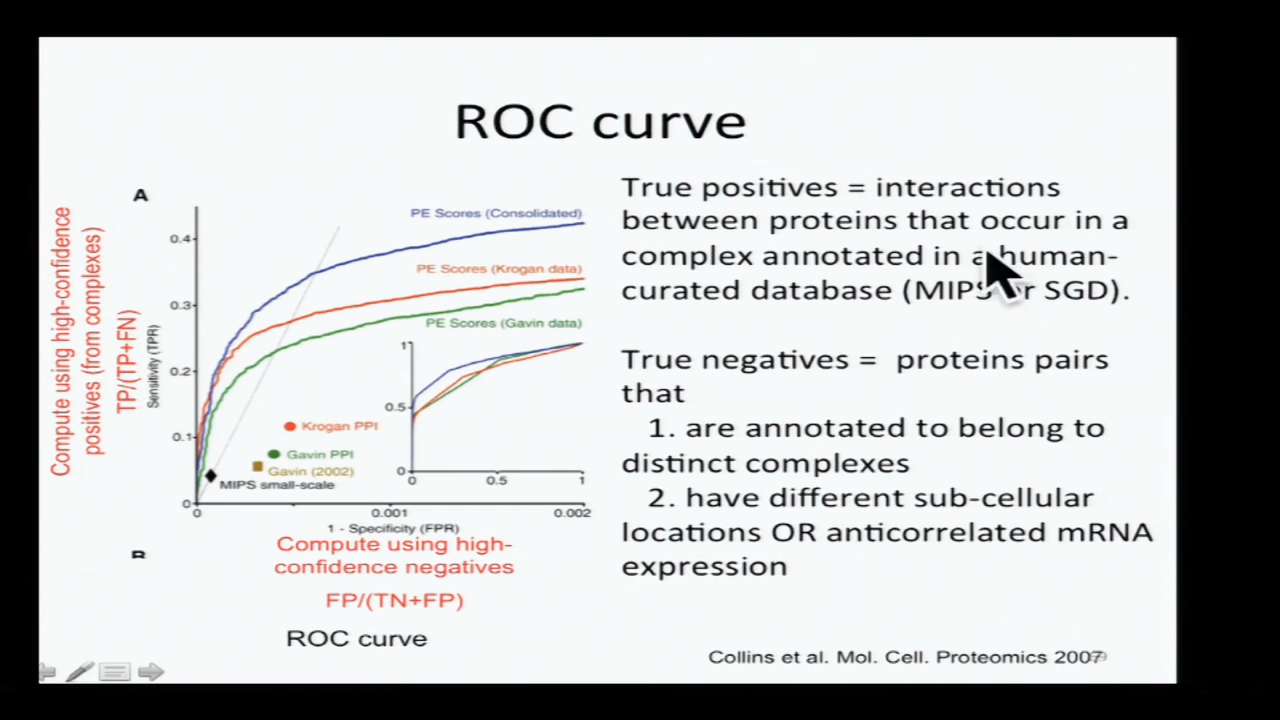 ROC curve
A
Compute using high-confidence
positives (from complexes)
TP/(TP+FN)
Sensitivity (TPR)
0.4
0.3
0.2
0.1
0
PE Scores (Consolidated)
PE Scores (Krogan data)
PE Scores (Gavin data)
1
0.5
0
0
0.5
1
Krogan PPI
Gavin PPI
Gavin (2002)
MIPS small-scale
0
0.001
0.002
1 - Specificity (FPR)
Compute using high-
confidence negatives
FP/(TN+FP)
ROC curve
True positives = interactions
between proteins that occur in a
complex annotated in a human-
curated database (MIPS or SGD).
True negatives = proteins pairs
that
1. are annotated to belong to
distinct complexes
2. have different sub-cellular
locations OR anticorrelated mRNA
expression
Collins et al. Mol. Cell. Proteomics 2007